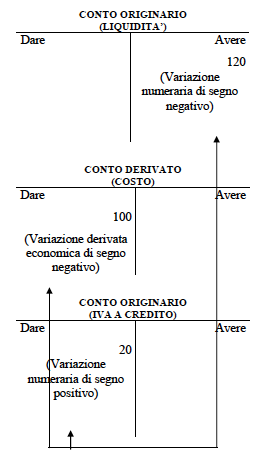 CONTO ORIGINARIO
(LIQUIDITA’)
Dare Avere
120
(Variazione
numeraria di segno
negativo)
CONTO DERIVATO
(COSTO)
Dare Avere
100
(Variazione derivata
economica di segno
negativo)
CONTO ORIGINARIO
(IVA A CREDITO)
Dare Avere
20
(Variazione
numeraria di segno
positivo)